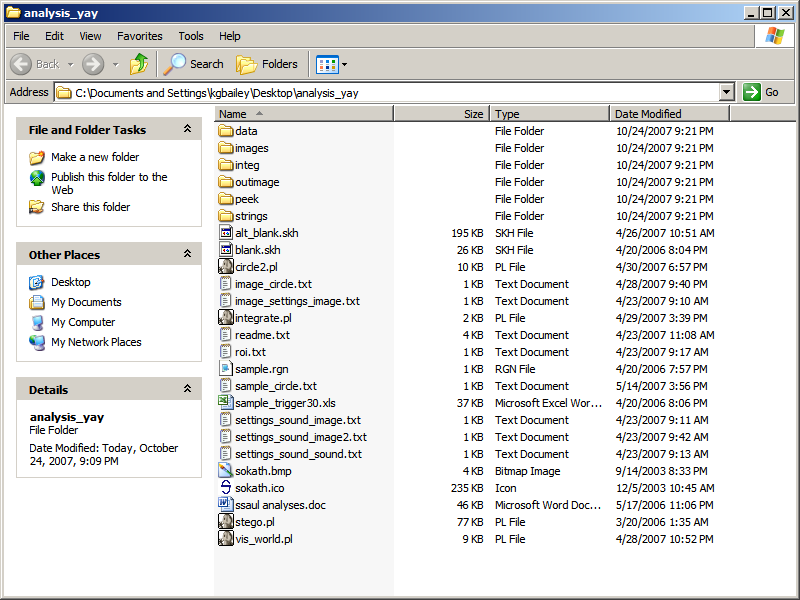 analysis_yay
File Edit View Favorites Tools Help
Back Search Folders
Address C:\Documents and Settings\kgbailey\Desktop\analysis_yay Go
File and Folder Tasks
Make a new folder
Publish this folder to the
Web
Share this folder
Other Places
Desktop
My Documents
My Computer
My Network Places
Details
analysis_yay
File Folder
Date Modified: Today, October
24, 2007, 9:09 PM
Name Size Type Date Modified
data File Folder 10/24/2007 9:21 PM
images File Folder 10/24/2007 9:21 PM
integ File Folder 10/24/2007 9:21 PM
outimage File Folder 10/24/2007 9:21 PM
peek File Folder 10/24/2007 9:21 PM
strings File Folder 10/24/2007 9:21 PM
alt_blank.skh 195 KB SKH File 4/26/2007 10:51 AM
blank.skh 26 KB SKH File 4/20/2006 8:04 PM
circle2.pl 10 KB PL File 4/30/2007 6:57 PM
image_circle.txt 1 KB Text Document 4/28/2007 9:40 PM
image_settings_image.txt 1 KB Text Document 4/23/2007 9:10 AM
integrate.pl 2 KB PL File 4/29/2007 3:39 PM
readme.txt 4 KB Text Document 4/23/2007 11:08 AM
roi.txt 1 KB Text Document 4/23/2007 9:17 AM
sample.rgn 1 KB RGN File 4/20/2006 7:57 PM
sample_circle.txt 1 KB Text Document 5/14/2007 3:56 PM
sample_trigger30.xls 37 KB Microsoft Excel Wor... 4/20/2006 8:06 PM
settings_sound_image.txt 1 KB Text Document 4/23/2007 9:11 AM
settings_sound_image2.txt 1 KB Text Document 4/23/2007 9:42 AM
settings_sound_sound.txt 1 KB Text Document 4/23/2007 9:13 AM
sokath.bmp 4 KB Bitmap Image 9/14/2003 8:33 PM
sokath.ico 235 KB Icon 12/5/2003 10:45 AM
ssaul analyses.doc 46 KB Microsoft Word Doc... 5/17/2006 11:06 PM
stego.pl 77 KB PL File 3/20/2006 1:35 AM
vis_world.pl 9 KB PL File 4/28/2007 10:52 PM